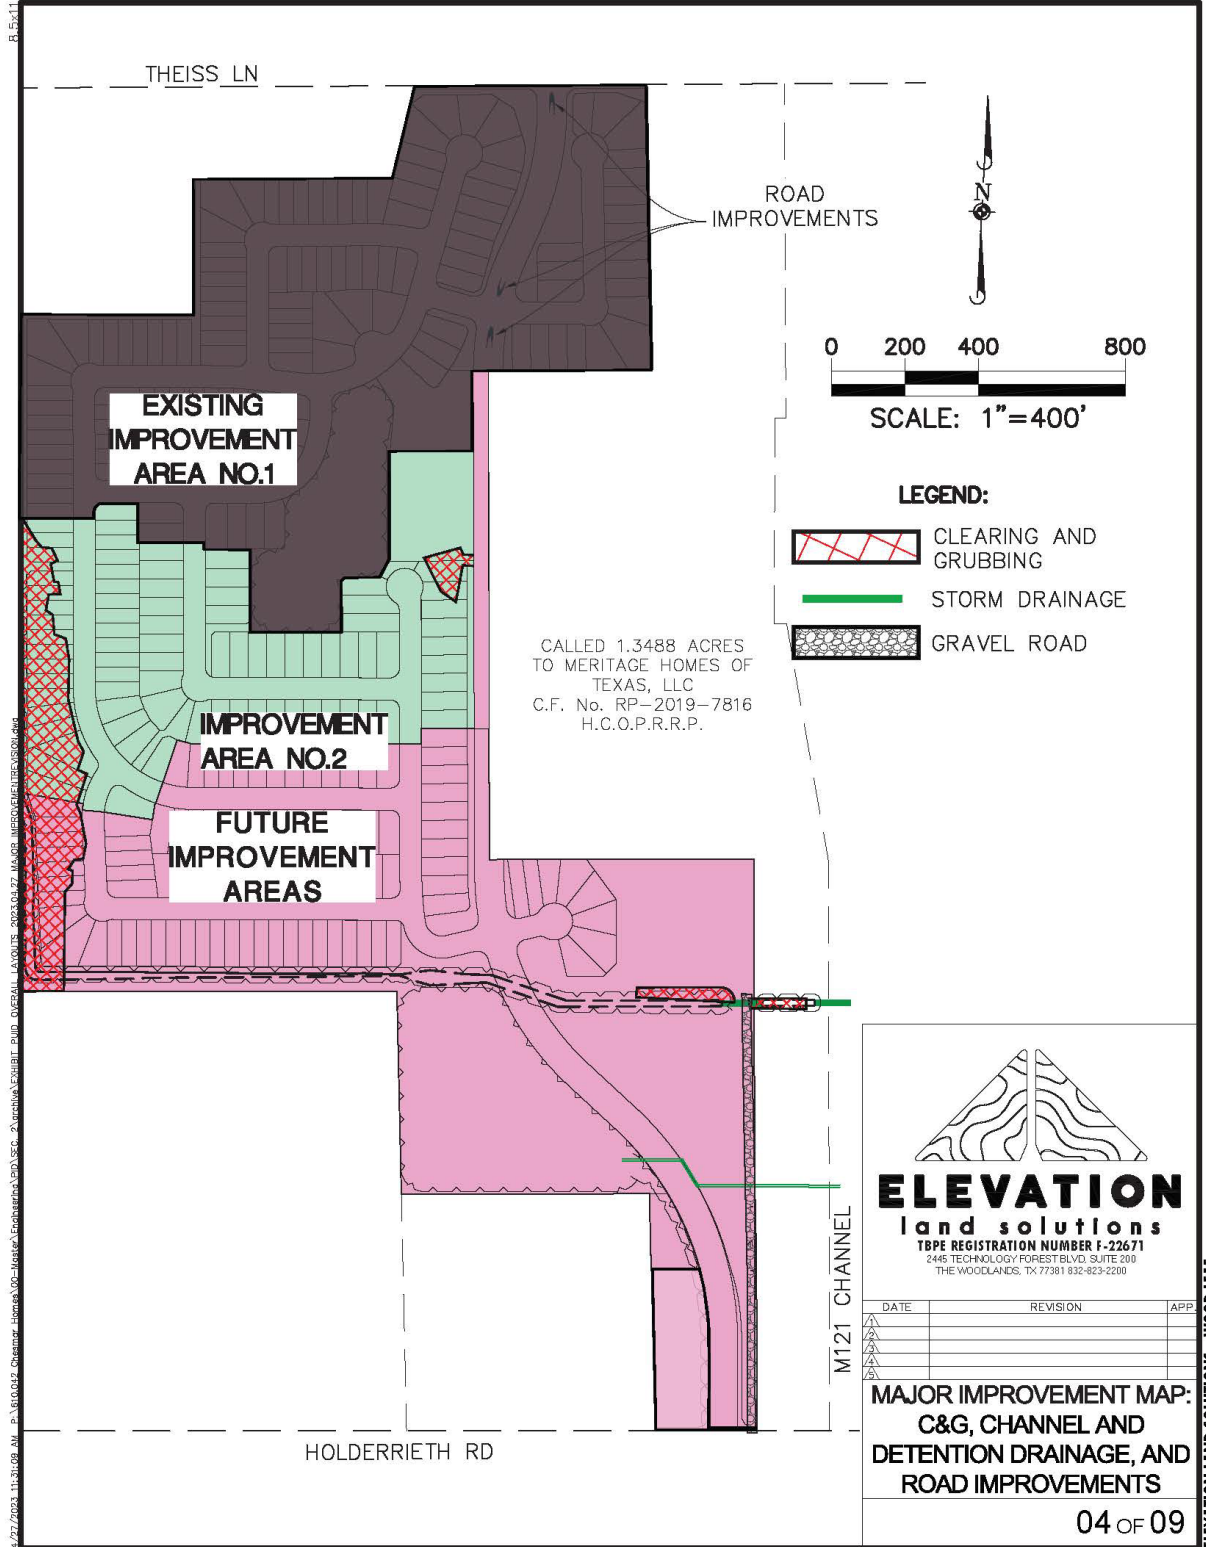 8.5x11
THEISS LN
ROAD
IMPROVEMENTS
N
0 200 400 800
SCALE: 1"=400'
EXISTING
IMPROVEMENT
AREA NO.1
LEGEND:
CLEARING AND
GRUBBING
STORM DRAINAGE
GRAVEL ROAD
CALLED 1.3488 ACRES
TO MERITAGE HOMES OF
TEXAS, LLC
C.F. No. RP-2019-7816
H.C.O.P.R.R.P.
IMPROVEMENT
AREA NO.2
FUTURE
IMPROVEMENT
AREAS
M121 CHANNEL
HOLDERRIETH RD
ELEVATION
land solutions
TBPE REGISTRATION NUMBER F-22671
2445 TECHNOLOGY FOREST BLVD, SUITE 200
THE WOODLANDS, TX 77381 832-823-2200
DATE REVISION APP.
1
2
3
4
5
MAJOR IMPROVEMENT MAP:
C&G, CHANNEL AND
DETENTION DRAINAGE, AND
ROAD IMPROVEMENTS
04 OF 09